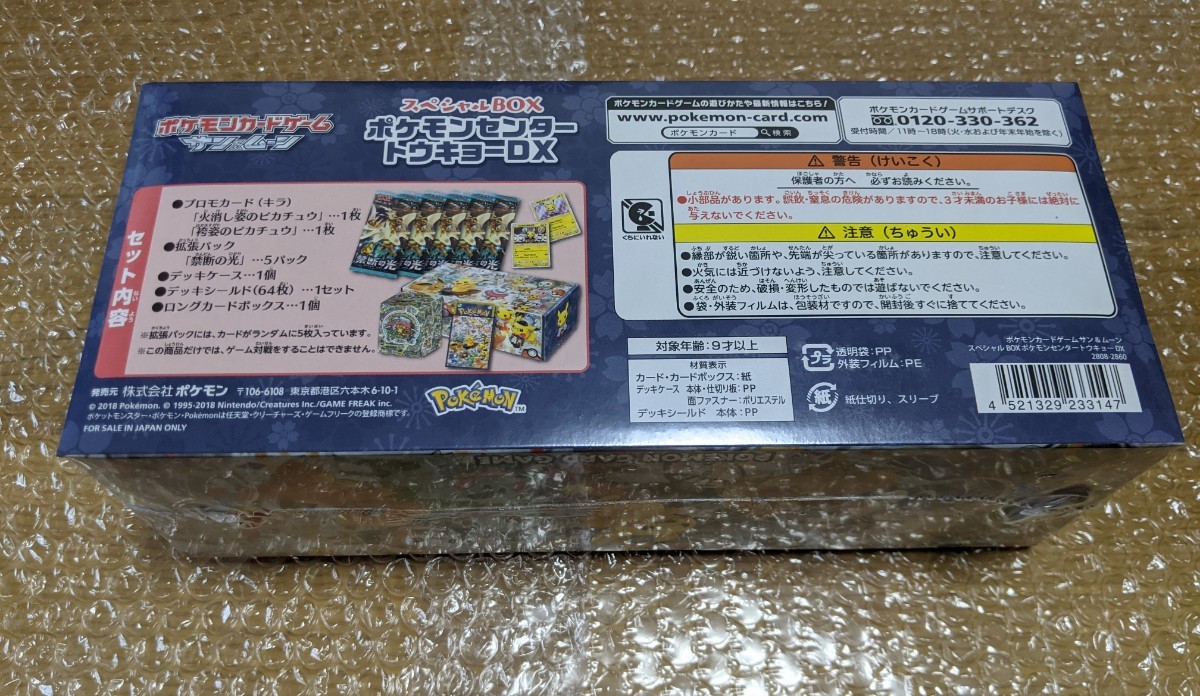 ポケモンカードゲーム
サン&ムーン
スペシャルBOX
ポケモンセンター
トウキョーDX
セット内容
●プロモカード(キラ)
「火消し姿のピカチュウ」…1枚
「袴姿のピカチュウ」…1枚
●拡張パック
「禁断の光」…5パック
●デッキケース…1個
●デッキシールド(64枚)…1セット
●ロングカードボックス…1個
※拡張パックには、カードがランダムに5枚入っています。
※この商品だけでは、ゲーム対戦をすることはできません。
禁断の光
POKÉMON
発売元 株式会社ポケモン 〒106-6108 東京都港区六本木6-10-1
© 2018 Pokémon. © 1995-2018 Nintendo/Creatures Inc./GAME FREAK inc.
ポケットモンスター・ポケモン・Pokémonは任天堂・クリーチャーズ・ゲームフリークの登録商標です。
FOR SALE IN JAPAN ONLY
POKéMON™
ポケモンカードゲームの遊びかたや最新情報はこちら!
www.pokemon-card.com
ポケモンカード 検索
ポケモンカードゲームサポートデスク
0120-330-362
受付時間/11時~18時(火・水および年末年始を除く)
くちにいれない
⚠警告(けいこく)
保護者の方へ 必ずお読みください。
●小部品があります。誤飲・窒息の危険がありますので、3才未満のお子様には絶対に
与えないでください。
⚠注意(ちゅうい)
●縁部が鋭い箇所や、先端が尖っている箇所がありますので、注意してください。
●火気には近づけないよう、注意してください。
●安全のため、破損・変形したものでは遊ばないでください。
●袋・外装フィルムは、包装材ですので、開封後すぐに捨ててください。
対象年齢:9才以上
材質表示
カード・カードボックス:紙
デッキケース 本体・仕切り板:PP
面ファスナー:ポリエステル
デッキシールド 本体:PP
プラ
透明袋:PP
外装フィルム:PE
紙
紙仕切り、スリーブ
ポケモンカードゲーム サン&ムーン
スペシャルBOX ポケモンセンタートウキョーDX
2808-2860
4 521329 233147
POKÉMON CARD GAME